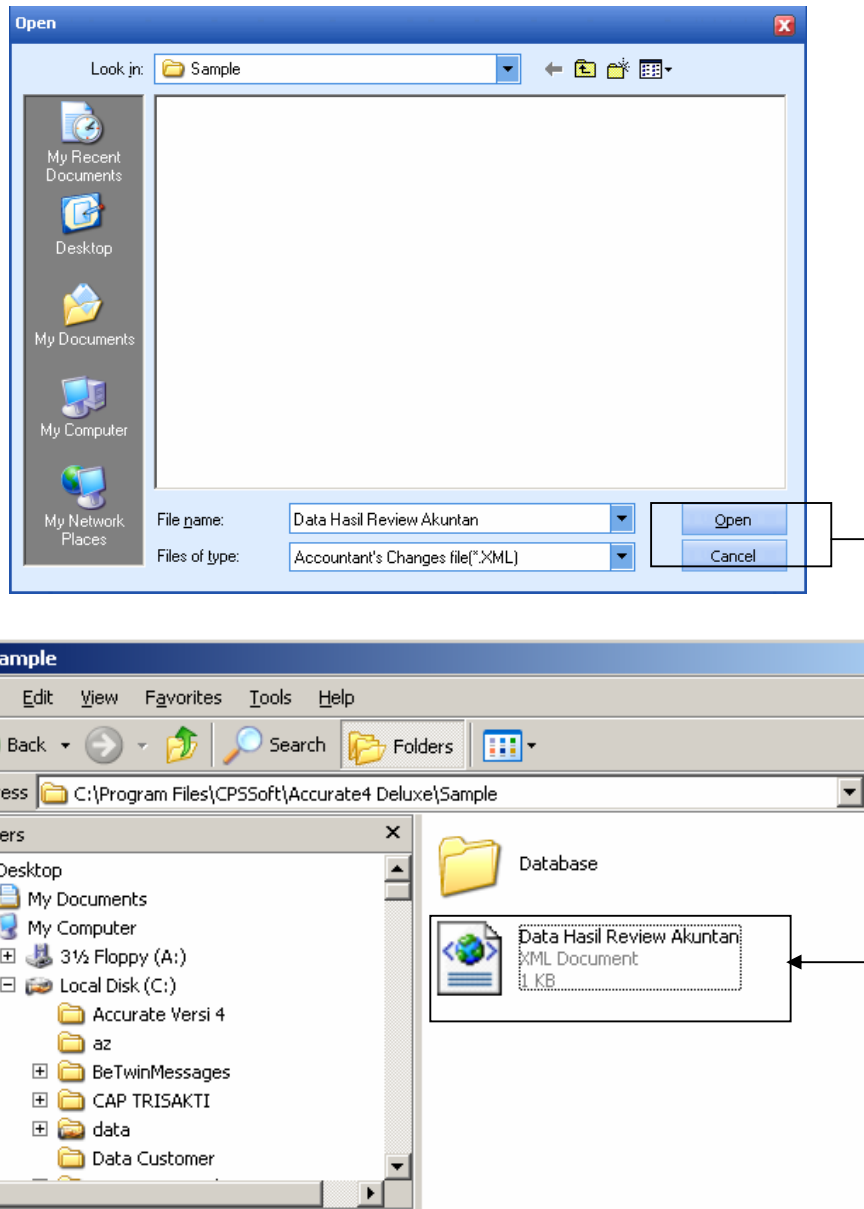 Open
Look in: Sample
My Recent
Documents
Desktop
My Documents
My Computer
My Network
Places
File name: Data Hasil Review Akuntan Open
Files of type: Accountant's Changes file(*.XML) Cancel
ample
Edit View Favorites Tools Help
Back Search Folders
ess C:\Program Files\CPSSoft\Accurate4 Deluxe\Sample
ers
Desktop
My Documents
My Computer
3½ Floppy (A:)
Local Disk (C:)
Accurate Versi 4
az
BeTwinMessages
CAP TRISAKTI
data
Data Customer
Database
Data Hasil Review Akuntan
XML Document
1 KB